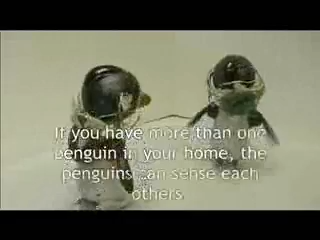 If you have more than one
penguin in your home, the
penguins can sense each
others.